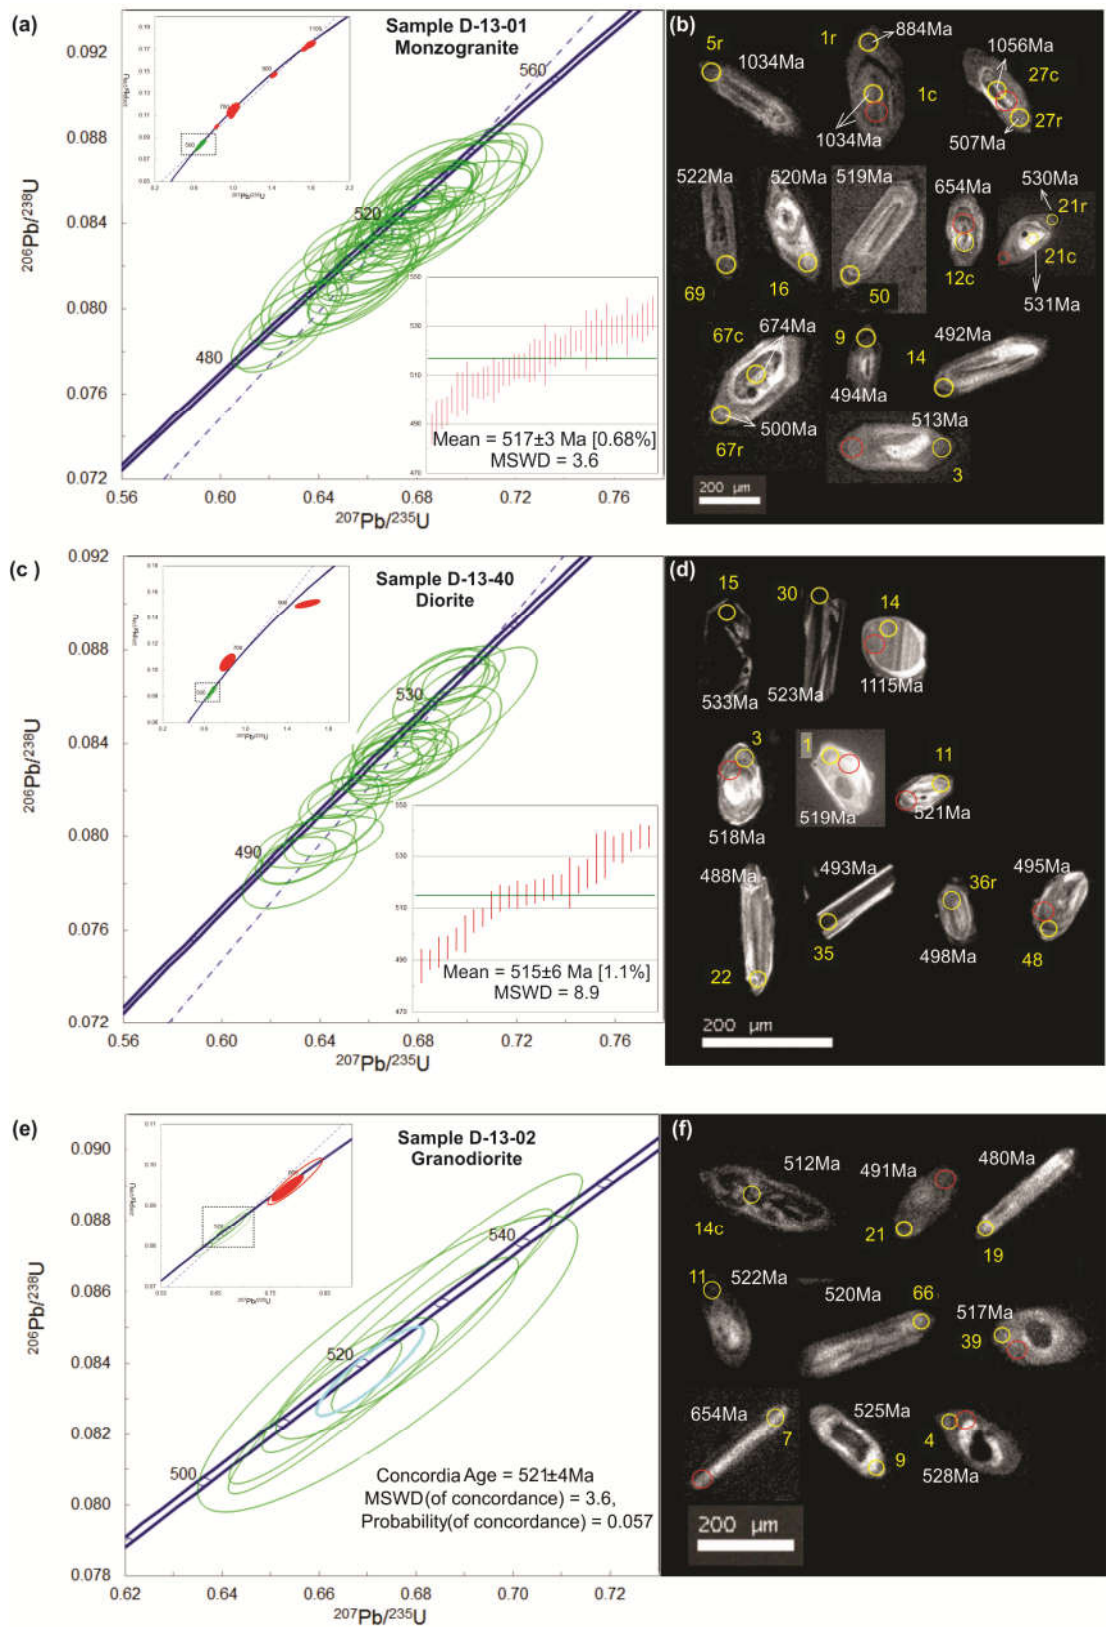 (a)
Sample D-13-01
Monzogranite
0.092
0.088
0.084
0.080
0.076
0.072
206Pb/238U
560
520
480
0.56
0.60
0.64
0.68
0.72
0.76
207Pb/235U
550
530
510
490
470
Mean = 517±3 Ma [0.68%]
MSWD = 3.6
(b)
5r
1034Ma
1r
884Ma
1c
1034Ma
1056Ma
27c
27r
507Ma
522Ma
69
520Ma
16
519Ma
50
654Ma
12c
530Ma
21r
21c
531Ma
67c
674Ma
500Ma
67r
9
494Ma
492Ma
14
513Ma
3
200 µm
(c )
Sample D-13-40
Diorite
0.092
0.088
0.084
0.080
0.076
0.072
206Pb/238U
530
490
0.56
0.60
0.64
0.68
0.72
0.76
207Pb/235U
550
530
510
490
470
Mean = 515±6 Ma [1.1%]
MSWD = 8.9
(d)
15
533Ma
30
523Ma
14
1115Ma
3
518Ma
1
519Ma
11
521Ma
488Ma
22
493Ma
35
36r
498Ma
495Ma
48
200 µm
(e)
Sample D-13-02
Granodiorite
0.090
0.088
0.086
0.084
0.082
0.080
0.078
206Pb/238U
540
520
500
0.62
0.64
0.66
0.68
0.70
0.72
207Pb/235U
Concordia Age = 521±4Ma
MSWD(of concordance) = 3.6,
Probability(of concordance) = 0.057
(f)
512Ma
14c
491Ma
21
480Ma
19
11
522Ma
520Ma
66
517Ma
39
654Ma
7
525Ma
9
4
528Ma
200 µm